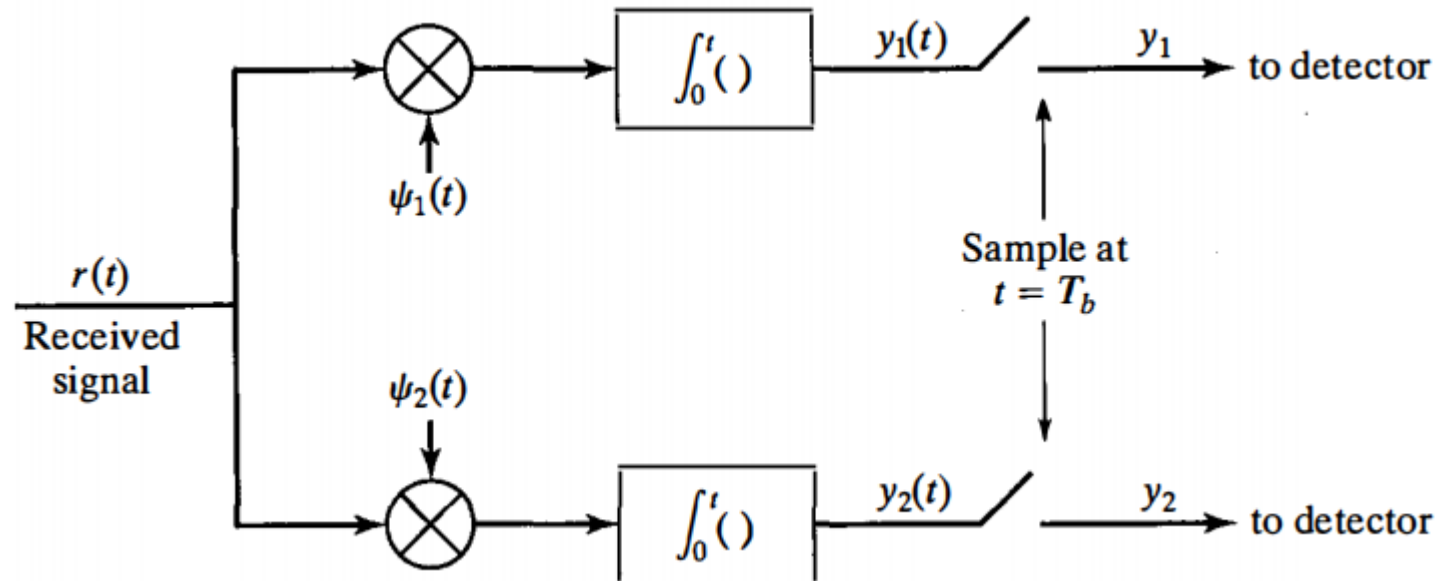 ∫₀ᵗ( )
y₁(t)
y₁
to detector
ψ₁(t)
r(t)
Received
signal
Sample at
t = T_b
ψ₂(t)
∫₀ᵗ( )
y₂(t)
y₂
to detector